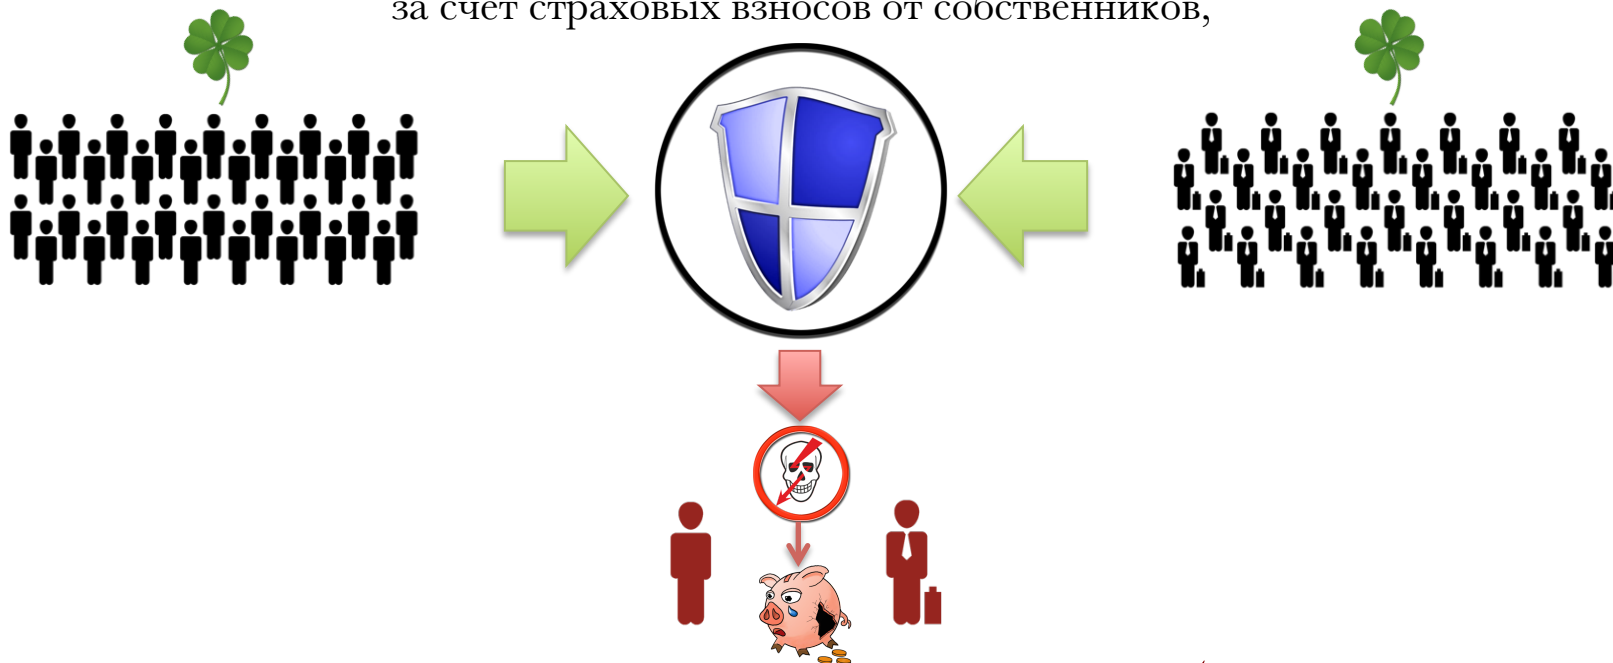 за счет страховых взносов от собственников,